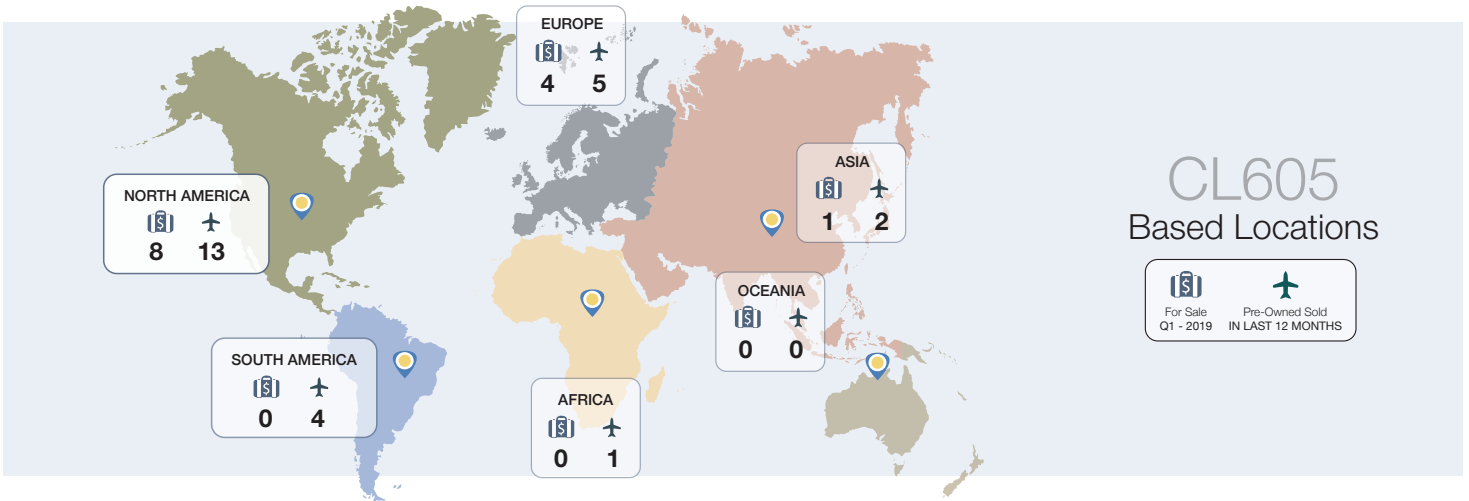 EUROPE
4 5
NORTH AMERICA
8 13
ASIA
1 2
OCEANIA
0 0
SOUTH AMERICA
0 4
AFRICA
0 1
CL605
Based Locations
For Sale
Q1 - 2019
Pre-Owned Sold
IN LAST 12 MONTHS